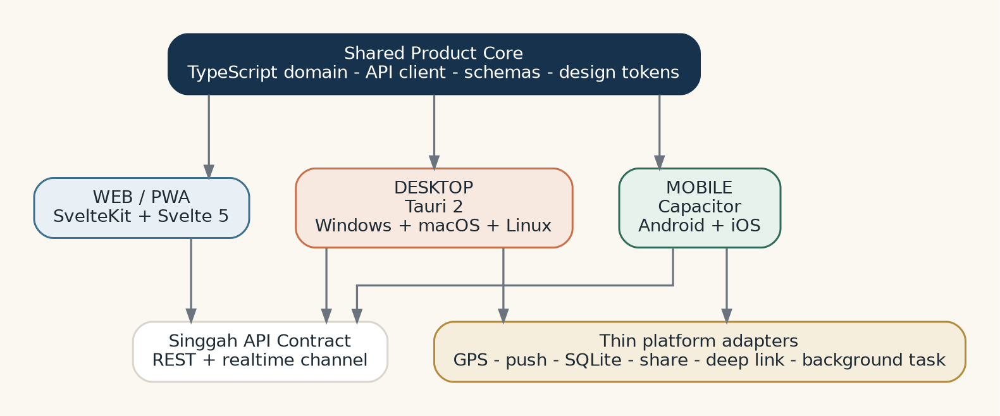 Shared Product Core
TypeScript domain - API client - schemas - design tokens
WEB / PWA
SvelteKit + Svelte 5
DESKTOP
Tauri 2
Windows + macOS + Linux
MOBILE
Capacitor
Android + iOS
Singgah API Contract
REST + realtime channel
Thin platform adapters
GPS - push - SQLite - share - deep link - background task